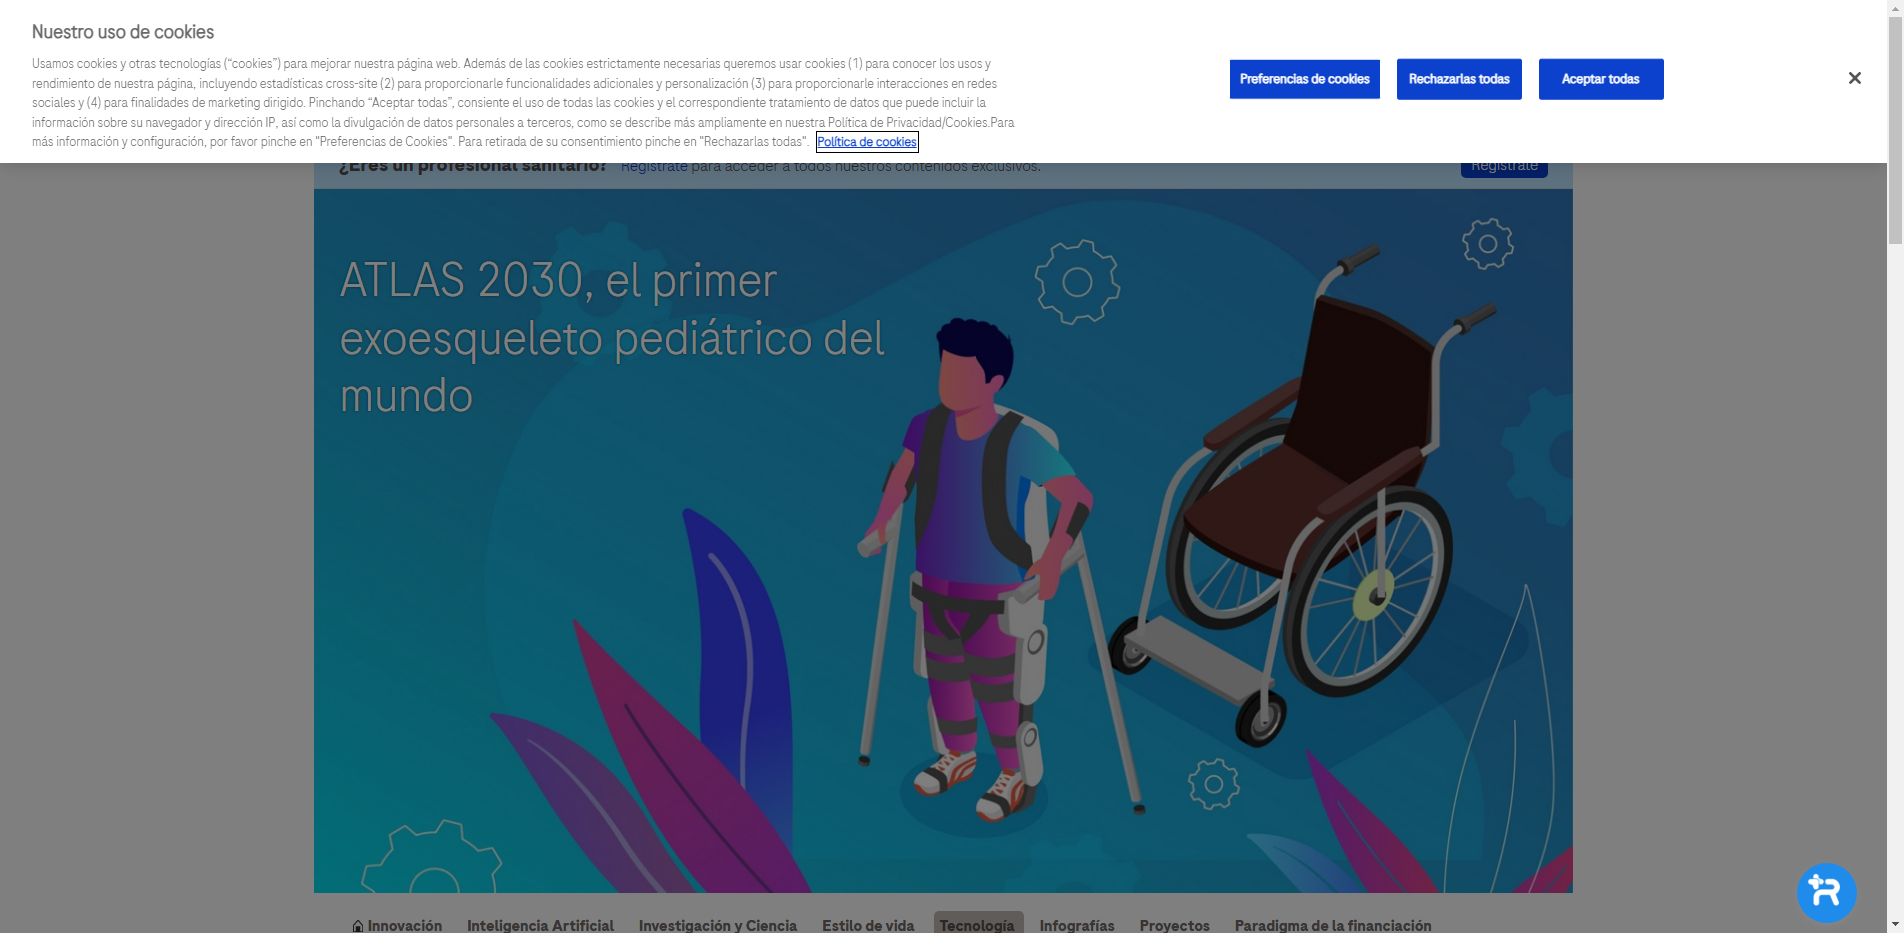 Nuestro uso de cookies
Usamos cookies y otras tecnologías (“cookies”) para mejorar nuestra página web. Además de las cookies estrictamente necesarias queremos usar cookies (1) para conocer los usos y
rendimiento de nuestra página, incluyendo estadísticas cross-site (2) para proporcionarle funcionalidades adicionales y personalización (3) para proporcionarle interacciones en redes
sociales y (4) para finalidades de marketing dirigido. Pinchando “Aceptar todas”, consiente el uso de todas las cookies y el correspondiente tratamiento de datos que puede incluir la
información sobre su navegador y dirección IP, así como la divulgación de datos personales a terceros, como se describe más ampliamente en nuestra Política de Privacidad/Cookies.Para
más información y configuración, por favor pinche en "Preferencias de Cookies". Para retirada de su consentimiento pinche en "Rechazarlas todas". Política de cookies
Preferencias de cookies
Rechazarlas todas
Aceptar todas
¿Eres un profesional sanitario? Regístrate para acceder a todos nuestros contenidos exclusivos.
Regístrate
ATLAS 2030, el primer
exoesqueleto pediátrico del
mundo
Innovación Inteligencia Artificial Investigación y Ciencia Estilo de vida Tecnología Infografías Proyectos Paradigma de la financiación